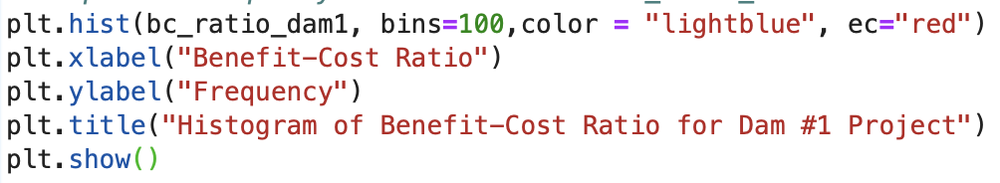 plt.hist(bc_ratio_dam1, bins=100,color = "lightblue", ec="red")
plt.xlabel("Benefit-Cost Ratio")
plt.ylabel("Frequency")
plt.title("Histogram of Benefit-Cost Ratio for Dam #1 Project")
plt.show()